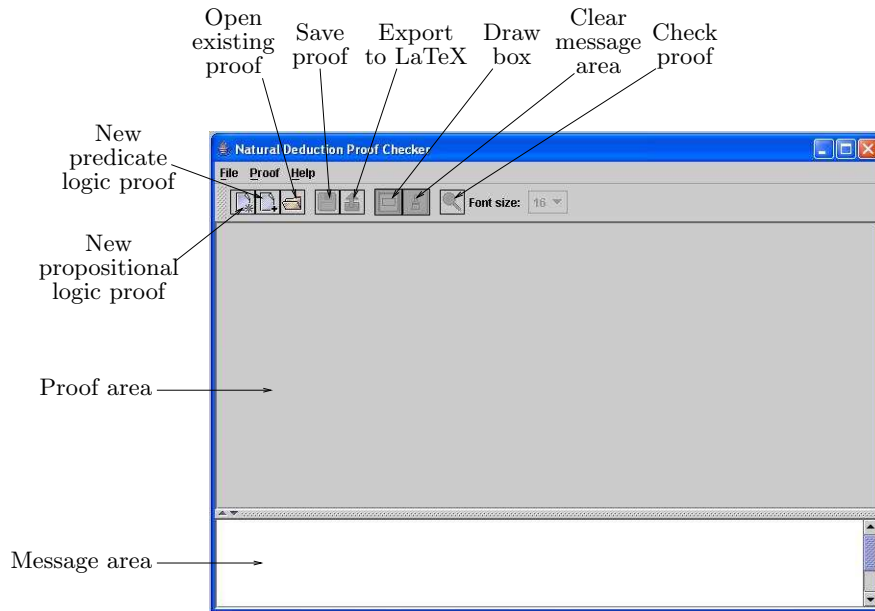 Open
existing
proof
Save
proof
Export
to LaTeX
Draw
box
Clear
message
area
Check
proof
New
predicate
logic proof
New
propositional
logic proof
Proof area
Message area
Natural Deduction Proof Checker
File Proof Help
Font size: 16